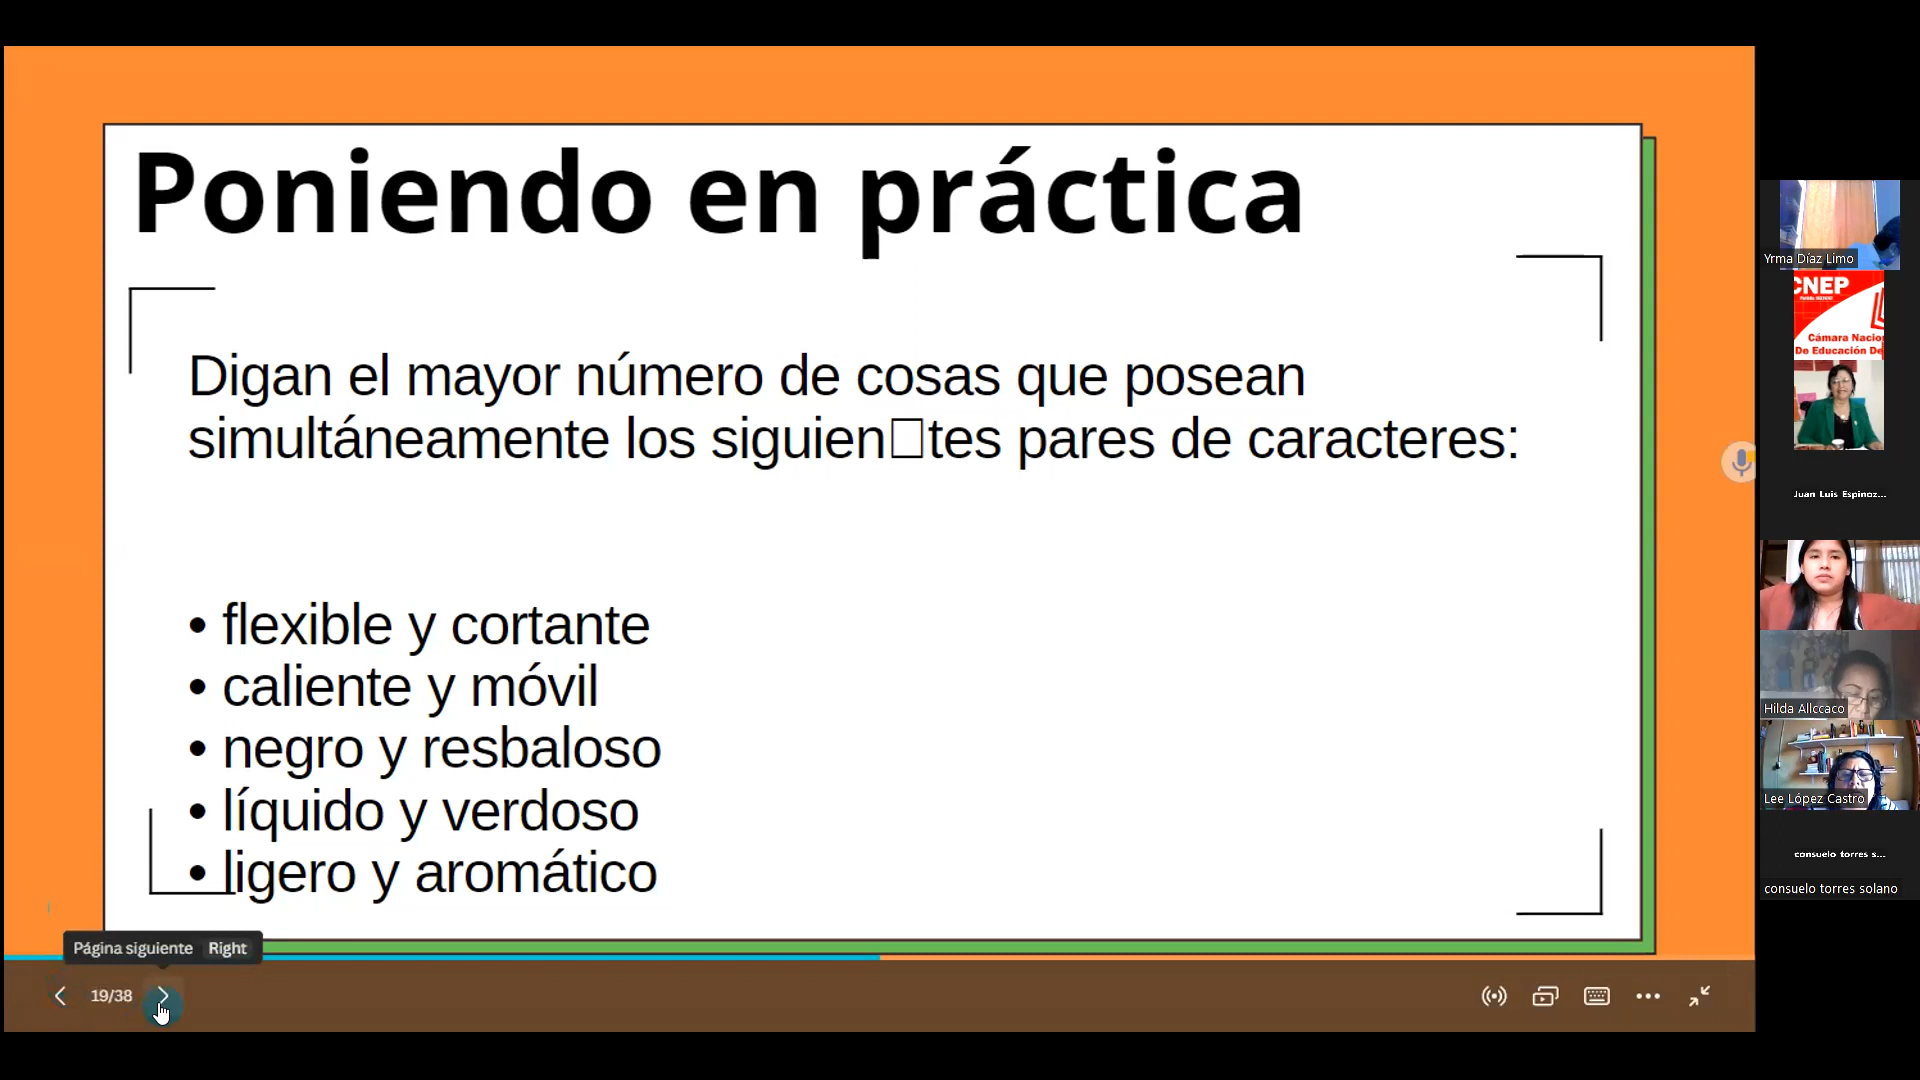 Poniendo en práctica
Digan el mayor número de cosas que posean
simultáneamente los siguien□tes pares de caracteres:
• flexible y cortante
• caliente y móvil
• negro y resbaloso
• líquido y verdoso
• ligero y aromático
Página siguiente Right
19/38
Yrma Díaz Limo
CNEP
Cámara Nacio
De Educación De
Juan Luis Espinoz...
Hilda Allccaco
Lee López Castro
consuelo torres s...
consuelo torres solano